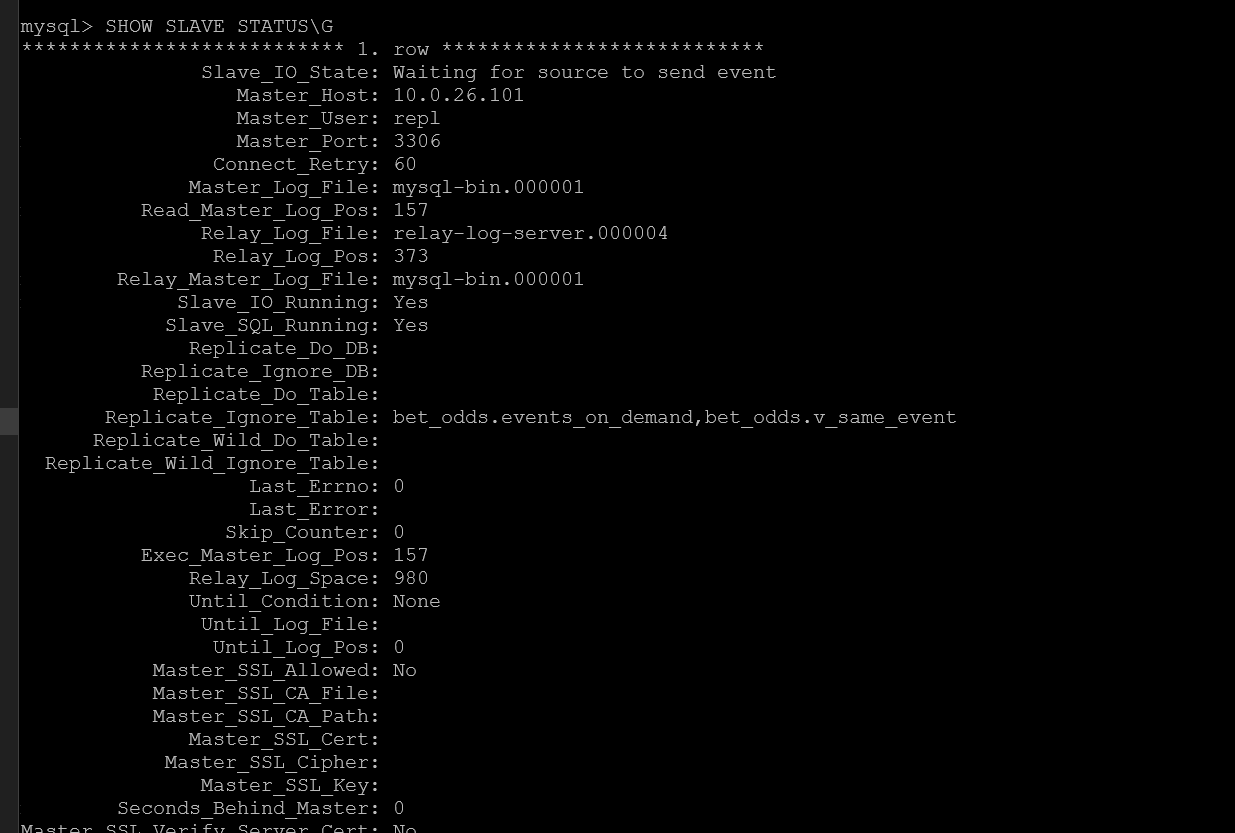 mysql> SHOW SLAVE STATUS\G
*************************** 1. row ***************************
Slave_IO_State: Waiting for source to send event
Master_Host: 10.0.26.101
Master_User: repl
Master_Port: 3306
Connect_Retry: 60
Master_Log_File: mysql-bin.000001
Read_Master_Log_Pos: 157
Relay_Log_File: relay-log-server.000004
Relay_Log_Pos: 373
Relay_Master_Log_File: mysql-bin.000001
Slave_IO_Running: Yes
Slave_SQL_Running: Yes
Replicate_Do_DB:
Replicate_Ignore_DB:
Replicate_Do_Table:
Replicate_Ignore_Table: bet_odds.events_on_demand,bet_odds.v_same_event
Replicate_Wild_Do_Table:
Replicate_Wild_Ignore_Table:
Last_Errno: 0
Last_Error:
Skip_Counter: 0
Exec_Master_Log_Pos: 157
Relay_Log_Space: 980
Until_Condition: None
Until_Log_File:
Until_Log_Pos: 0
Master_SSL_Allowed: No
Master_SSL_CA_File:
Master_SSL_CA_Path:
Master_SSL_Cert:
Master_SSL_Cipher:
Master_SSL_Key:
Seconds_Behind_Master: 0
Master_SSL_Verify_Server_Cert: No